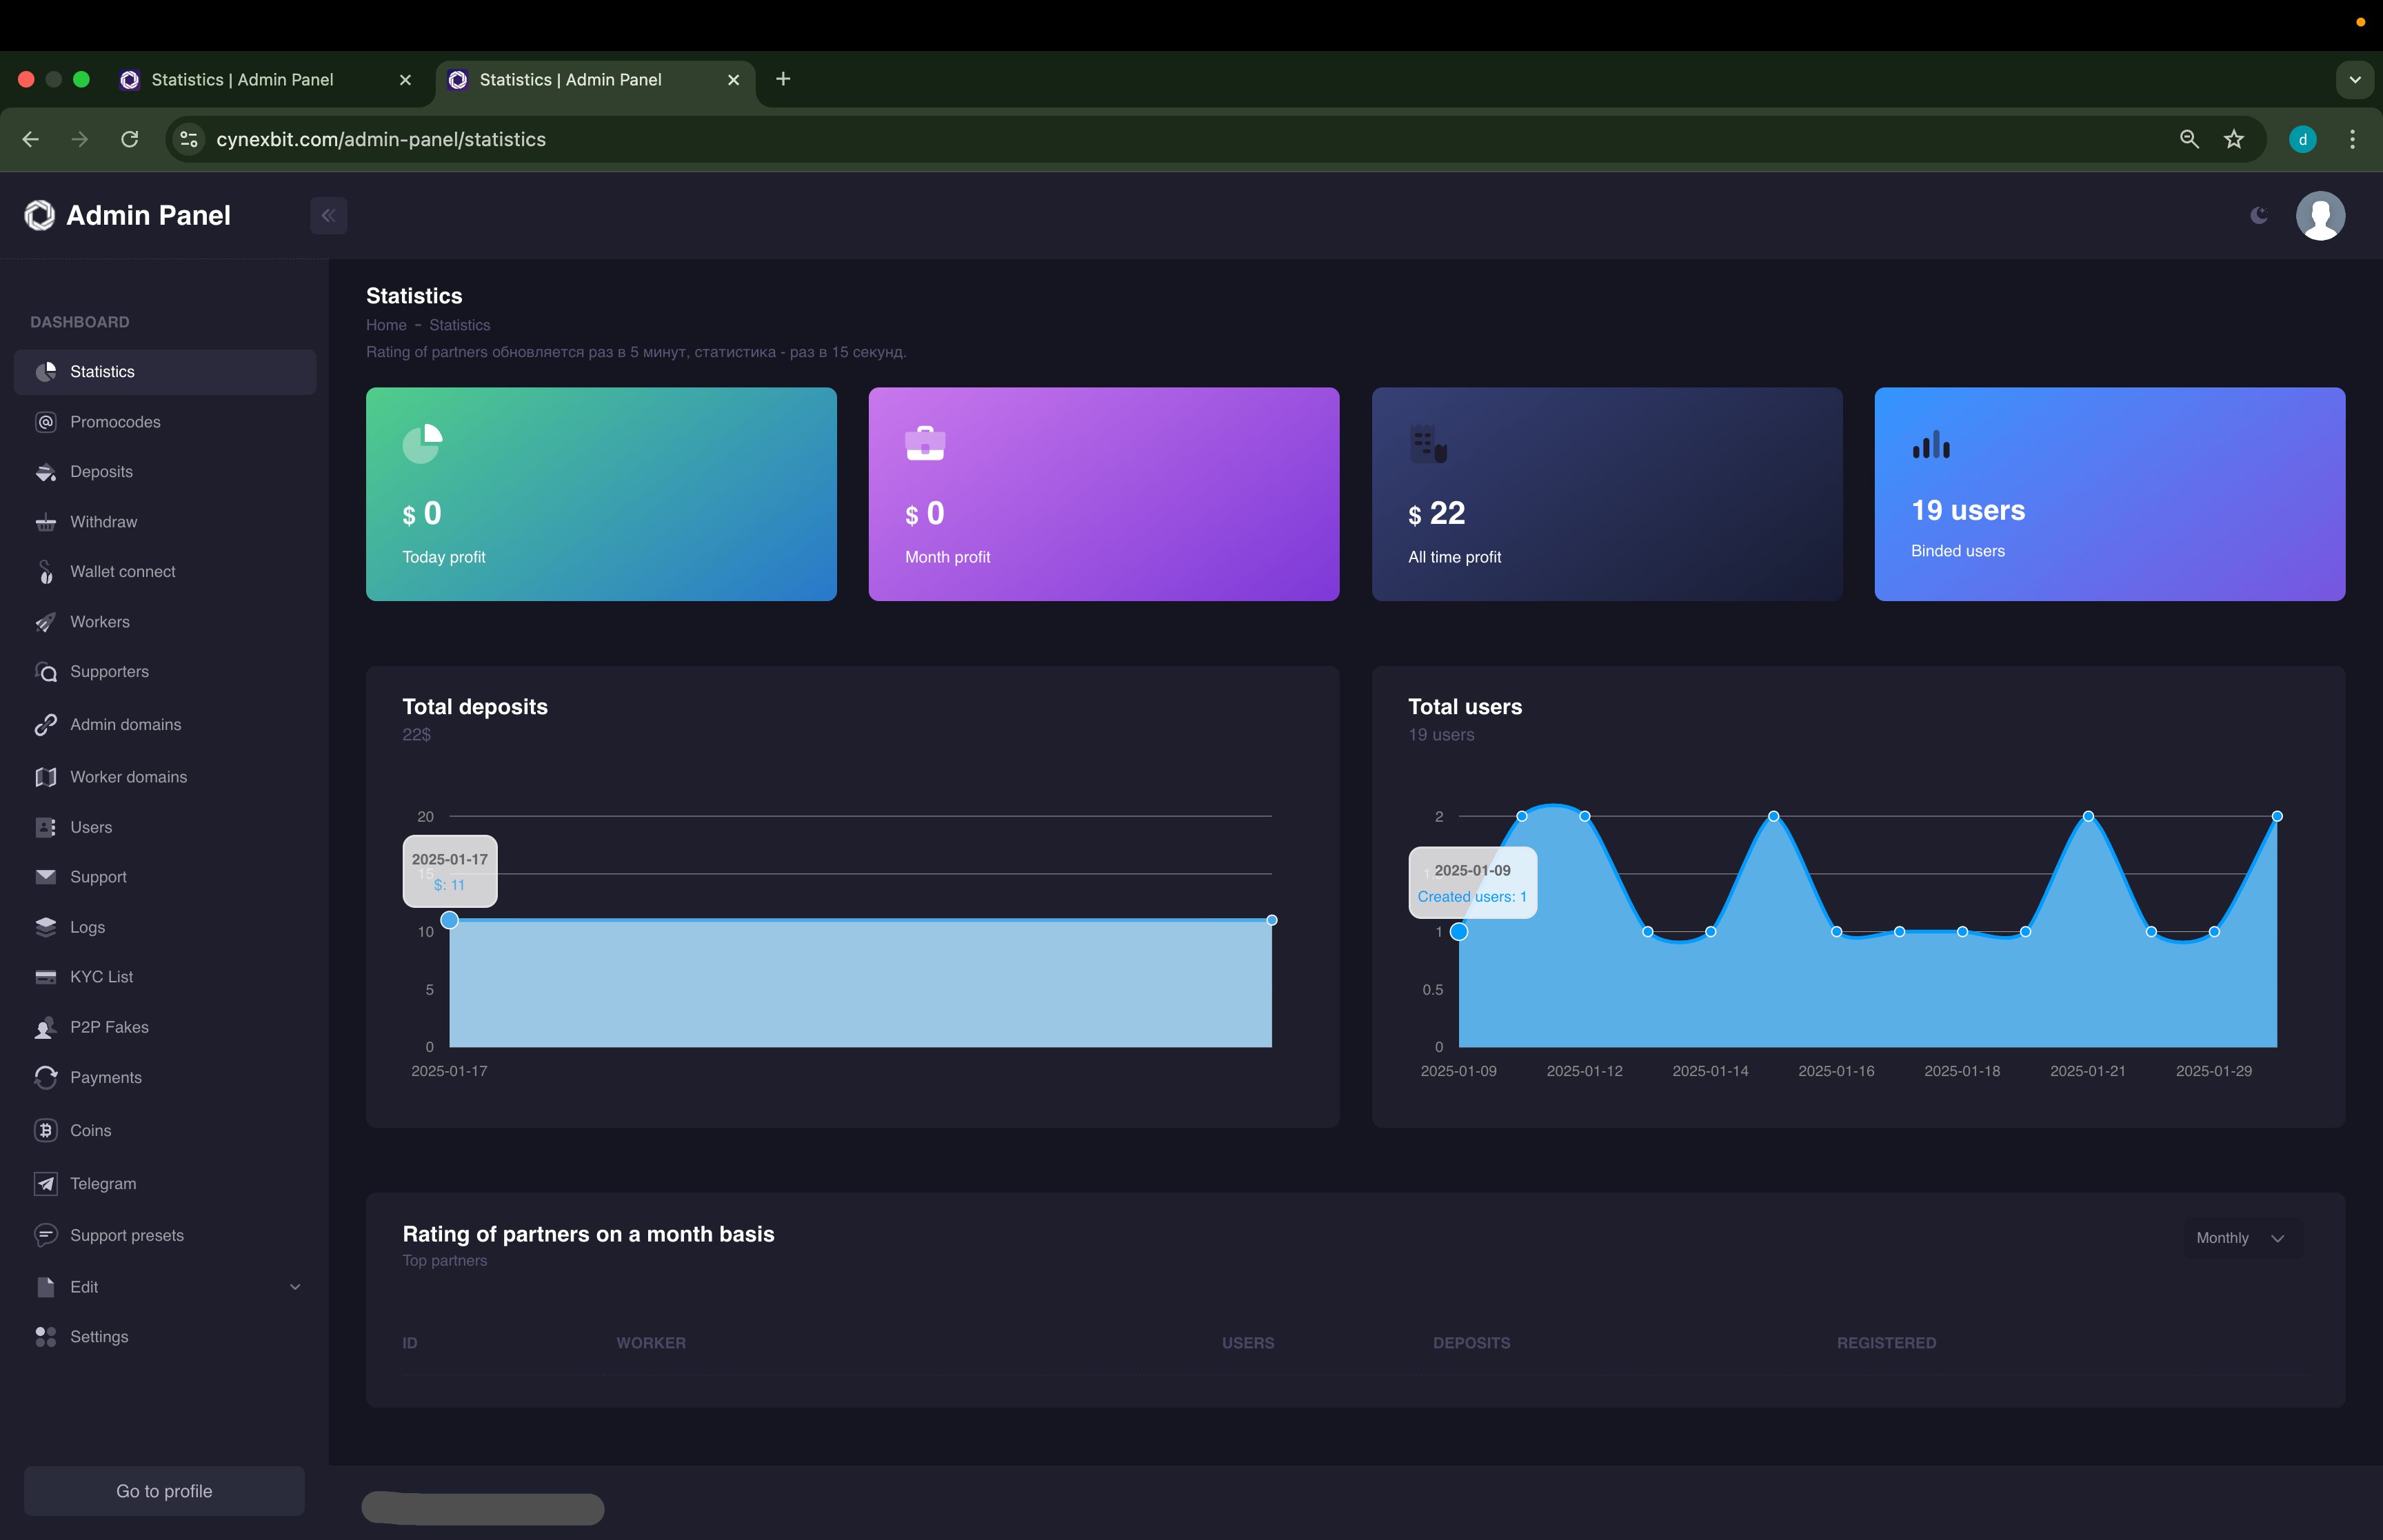 Statistics | Admin Panel
Statistics | Admin Panel
cynexbit.com/admin-panel/statistics
d
Admin Panel
DASHBOARD
Statistics
Promocodes
Deposits
Withdraw
Wallet connect
Workers
Supporters
Admin domains
Worker domains
Users
Support
Logs
KYC List
P2P Fakes
Payments
Coins
Telegram
Support presets
Edit
Settings
Go to profile
Statistics
Home - Statistics
Rating of partners обновляется раз в 5 минут, статистика - раз в 15 секунд.
$ 0
Today profit
$ 0
Month profit
$ 22
All time profit
19 users
Binded users
Total deposits
22$
20
15
10
5
0
2025-01-17
$: 11
2025-01-17
Total users
19 users
2
1
0.5
0
2025-01-09
Created users: 1
2025-01-09
2025-01-12
2025-01-14
2025-01-16
2025-01-18
2025-01-21
2025-01-29
Rating of partners on a month basis
Top partners
Monthly
ID WORKER USERS DEPOSITS REGISTERED